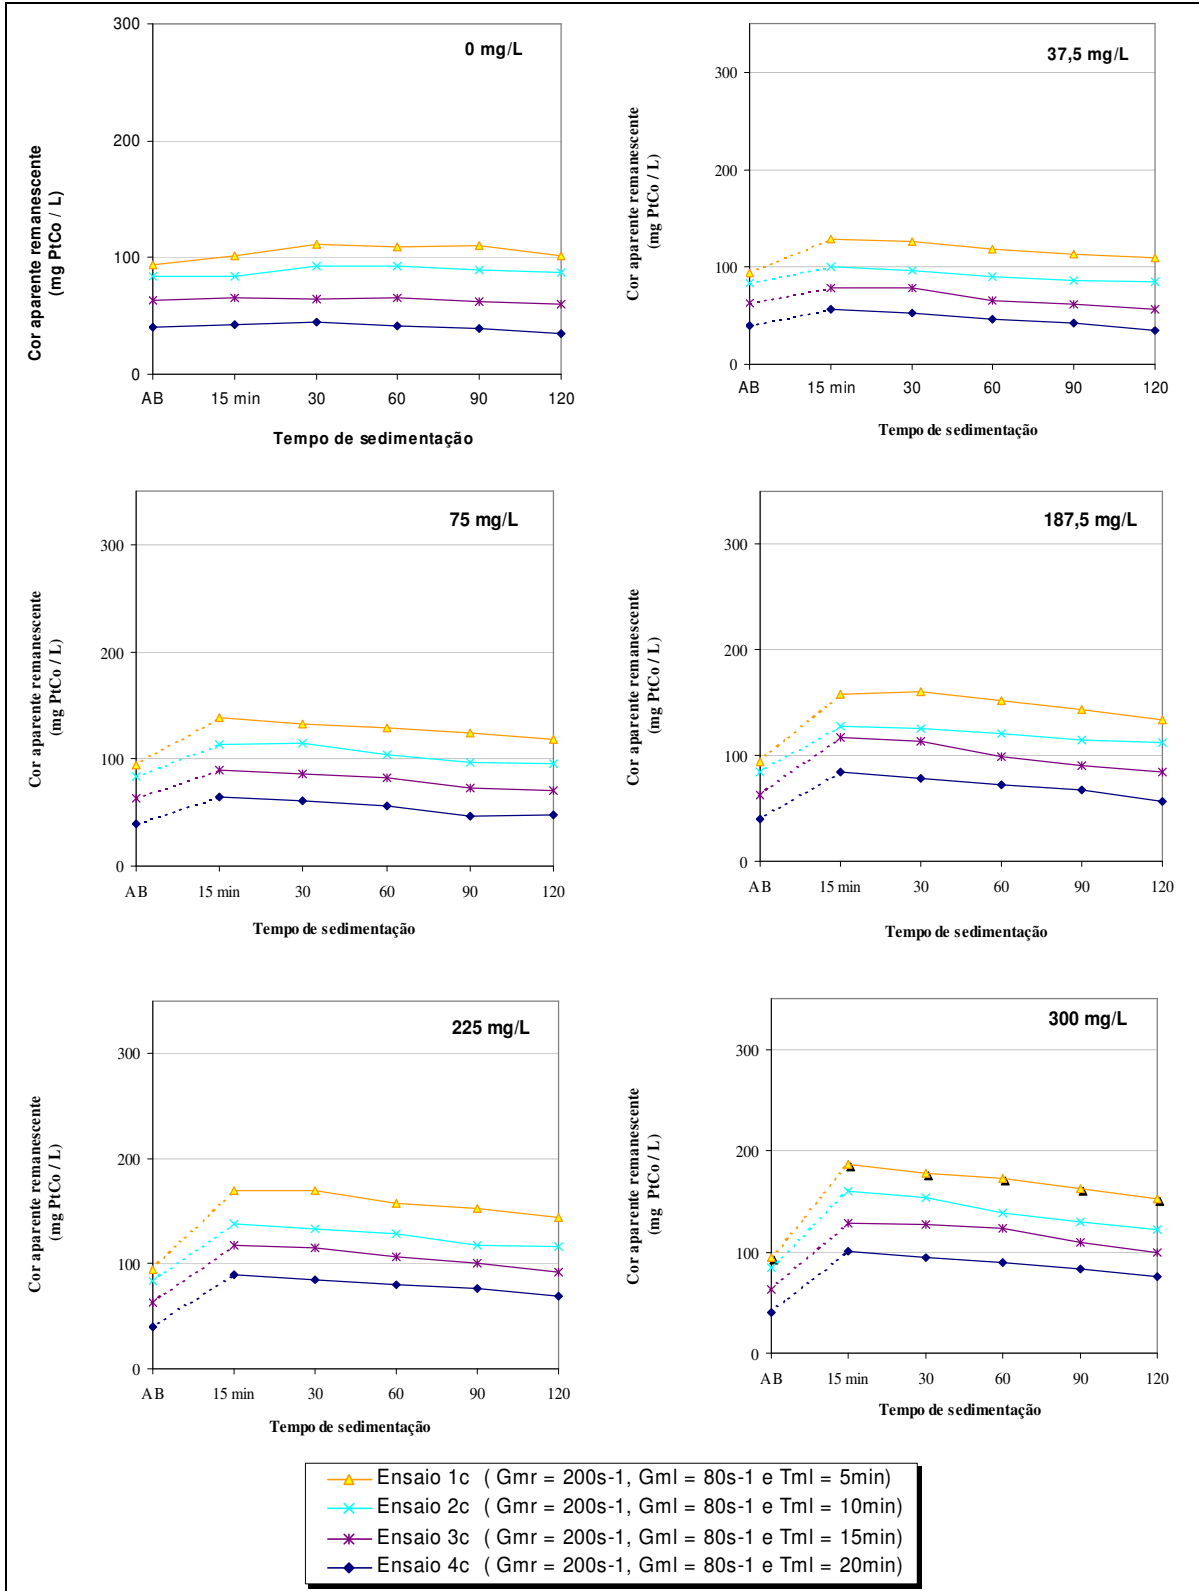 300
0 mg/L
200
Cor aparente remanescente
(mg PtCo / L)
100
0
AB 15 min 30 60 90 120
Tempo de sedimentação
37,5 mg/L
300
Cor aparente remanescente
(mg PtCo / L)
200
100
0
AB 15 min 30 60 90 120
Tempo de sedimentação
75 mg/L
300
Cor aparente remanescente
(mg PtCo / L)
200
100
0
AB 15 min 30 60 90 120
Tempo de sedimentação
187,5 mg/L
300
Cor aparente remanescente
(mg PtCo / L)
200
100
0
AB 15 min 30 60 90 120
Tempo de sedimentação
225 mg/L
300
Cor aparente remanescente
(mg PtCo / L)
200
100
0
AB 15 min 30 60 90 120
Tempo de sedimentação
300 mg/L
300
Cor aparente remanescente
(mg PtCo / L)
200
100
0
AB 15 min 30 60 90 120
Tempo de sedimentação
Ensaio 1c ( Gmr = 200s-1, Gml = 80s-1 e Tml = 5min)
Ensaio 2c ( Gmr = 200s-1, Gml = 80s-1 e Tml = 10min)
Ensaio 3c ( Gmr = 200s-1, Gml = 80s-1 e Tml = 15min)
Ensaio 4c ( Gmr = 200s-1, Gml = 80s-1 e Tml = 20min)